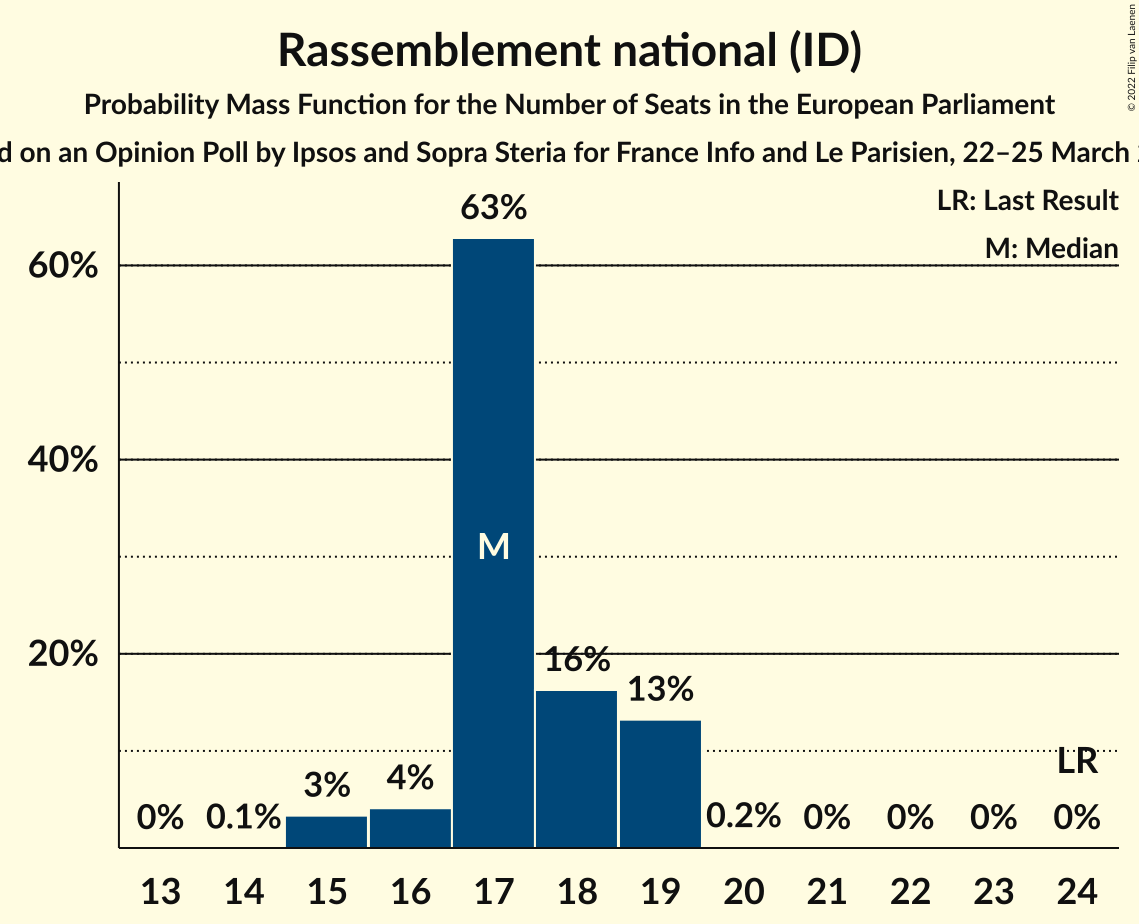 Rassemblement national (ID)
Probability Mass Function for the Number of Seats in the European Parliament
on an Opinion Poll by Ipsos and Sopra Steria for France Info and Le Parisien, 22–25 March
© 2022 Filip van Laenen
LR: Last Result
M: Median
60%
40%
20%
0%
0.1%
3%
4%
63%
M
16%
13%
0.2%
0%
0%
0%
LR
0%
13 14 15 16 17 18 19 20 21 22 23 24